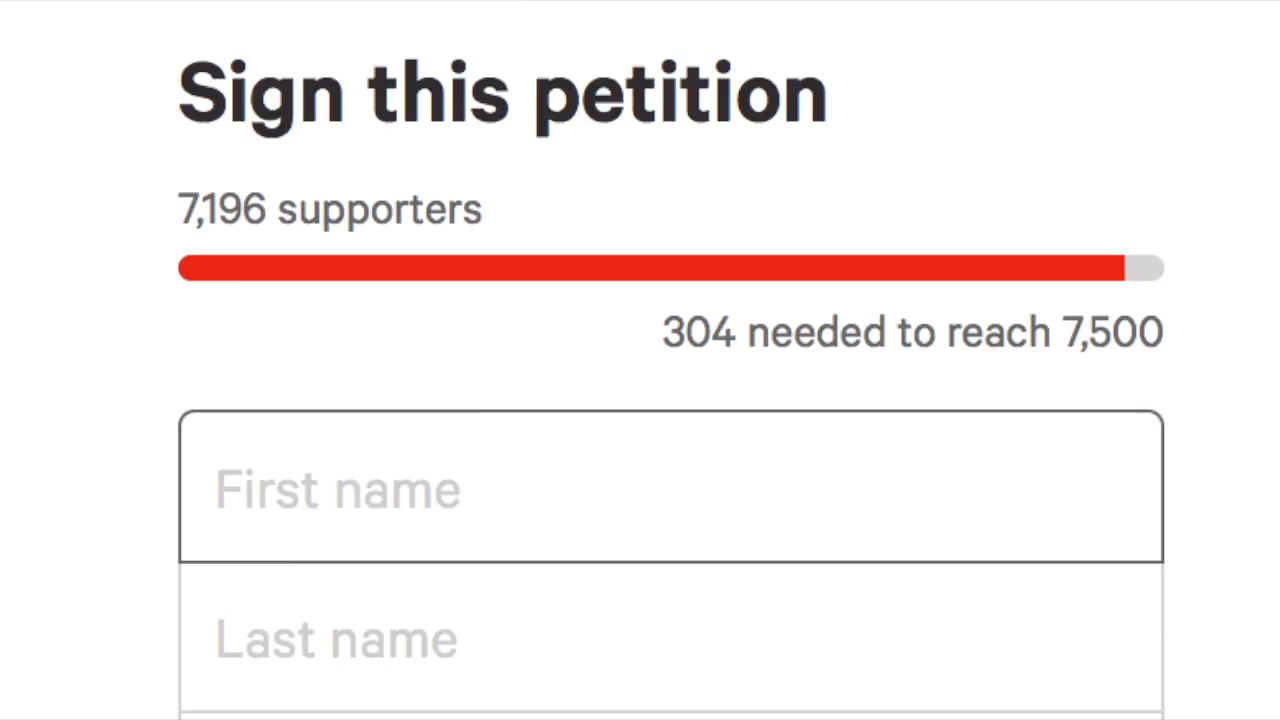 Sign this petition
7,196 supporters
304 needed to reach 7,500
First name
Last name